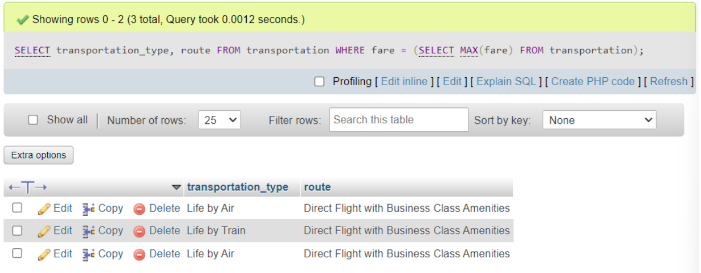 Showing rows 0 - 2 (3 total, Query took 0.0012 seconds.)
SELECT transportation_type, route FROM transportation WHERE fare = (SELECT MAX(fare) FROM transportation);
Profiling [ Edit inline ] [ Edit ] [ Explain SQL ] [ Create PHP code ] [ Refresh ]
Show all Number of rows: 25 Filter rows: Search this table Sort by key: None
Extra options
transportation_type route
Edit Copy Delete Life by Air Direct Flight with Business Class Amenities
Edit Copy Delete Life by Train Direct Flight with Business Class Amenities
Edit Copy Delete Life by Air Direct Flight with Business Class Amenities